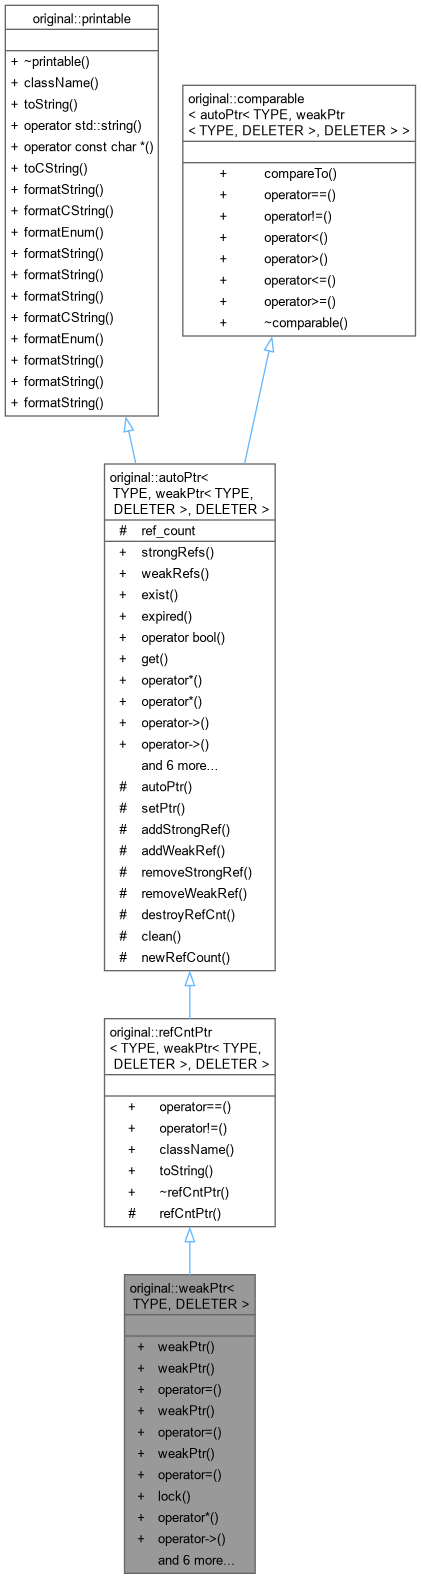 original::printable
+ ~printable()
+ className()
+ toString()
+ operator std::string()
+ operator const char *()
+ toCString()
+ formatString()
+ formatCString()
+ formatEnum()
+ formatString()
+ formatString()
+ formatString()
+ formatCString()
+ formatEnum()
+ formatString()
+ formatString()
+ formatString()
original::comparable
< autoPtr< TYPE, weakPtr
< TYPE, DELETER >, DELETER > >
+ compareTo()
+ operator==()
+ operator!=()
+ operator<()
+ operator>()
+ operator<=()
+ operator>=()
+ ~comparable()
original::autoPtr<
TYPE, weakPtr< TYPE,
DELETER >, DELETER >
# ref_count
+ strongRefs()
+ weakRefs()
+ exist()
+ expired()
+ operator bool()
+ get()
+ operator*()
+ operator*()
+ operator->()
+ operator->()
and 6 more...
# autoPtr()
# setPtr()
# addStrongRef()
# addWeakRef()
# removeStrongRef()
# removeWeakRef()
# destroyRefCnt()
# clean()
# newRefCount()
original::refCntPtr
< TYPE, weakPtr< TYPE,
DELETER >, DELETER >
+ operator==()
+ operator!=()
+ className()
+ toString()
+ ~refCntPtr()
# refCntPtr()
original::weakPtr<
TYPE, DELETER >
+ weakPtr()
+ weakPtr()
+ operator=()
+ weakPtr()
+ operator=()
+ weakPtr()
+ operator=()
+ lock()
+ operator*()
+ operator->()
and 6 more...